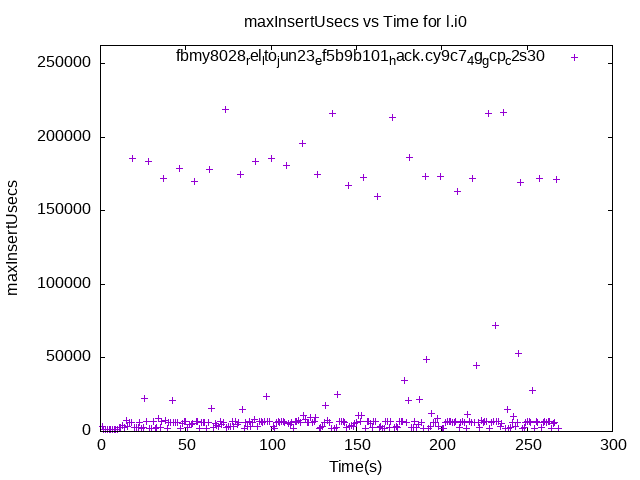 maxInsertUsecs vs Time for l.i0
fbmy8028relltojun23ef5b9b101hack.cy9c74ggcpc2s30
250000
200000
150000
100000
50000
0
maxInsertUsecs
0 50 100 150 200 250 300
Time(s)